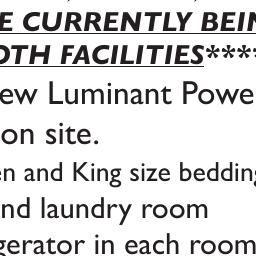 E CURRENTLY BEIN
OTH FACILITIES****
ew Luminant Powe
on site.
en and King size bedding
nd laundry room
gerator in each room